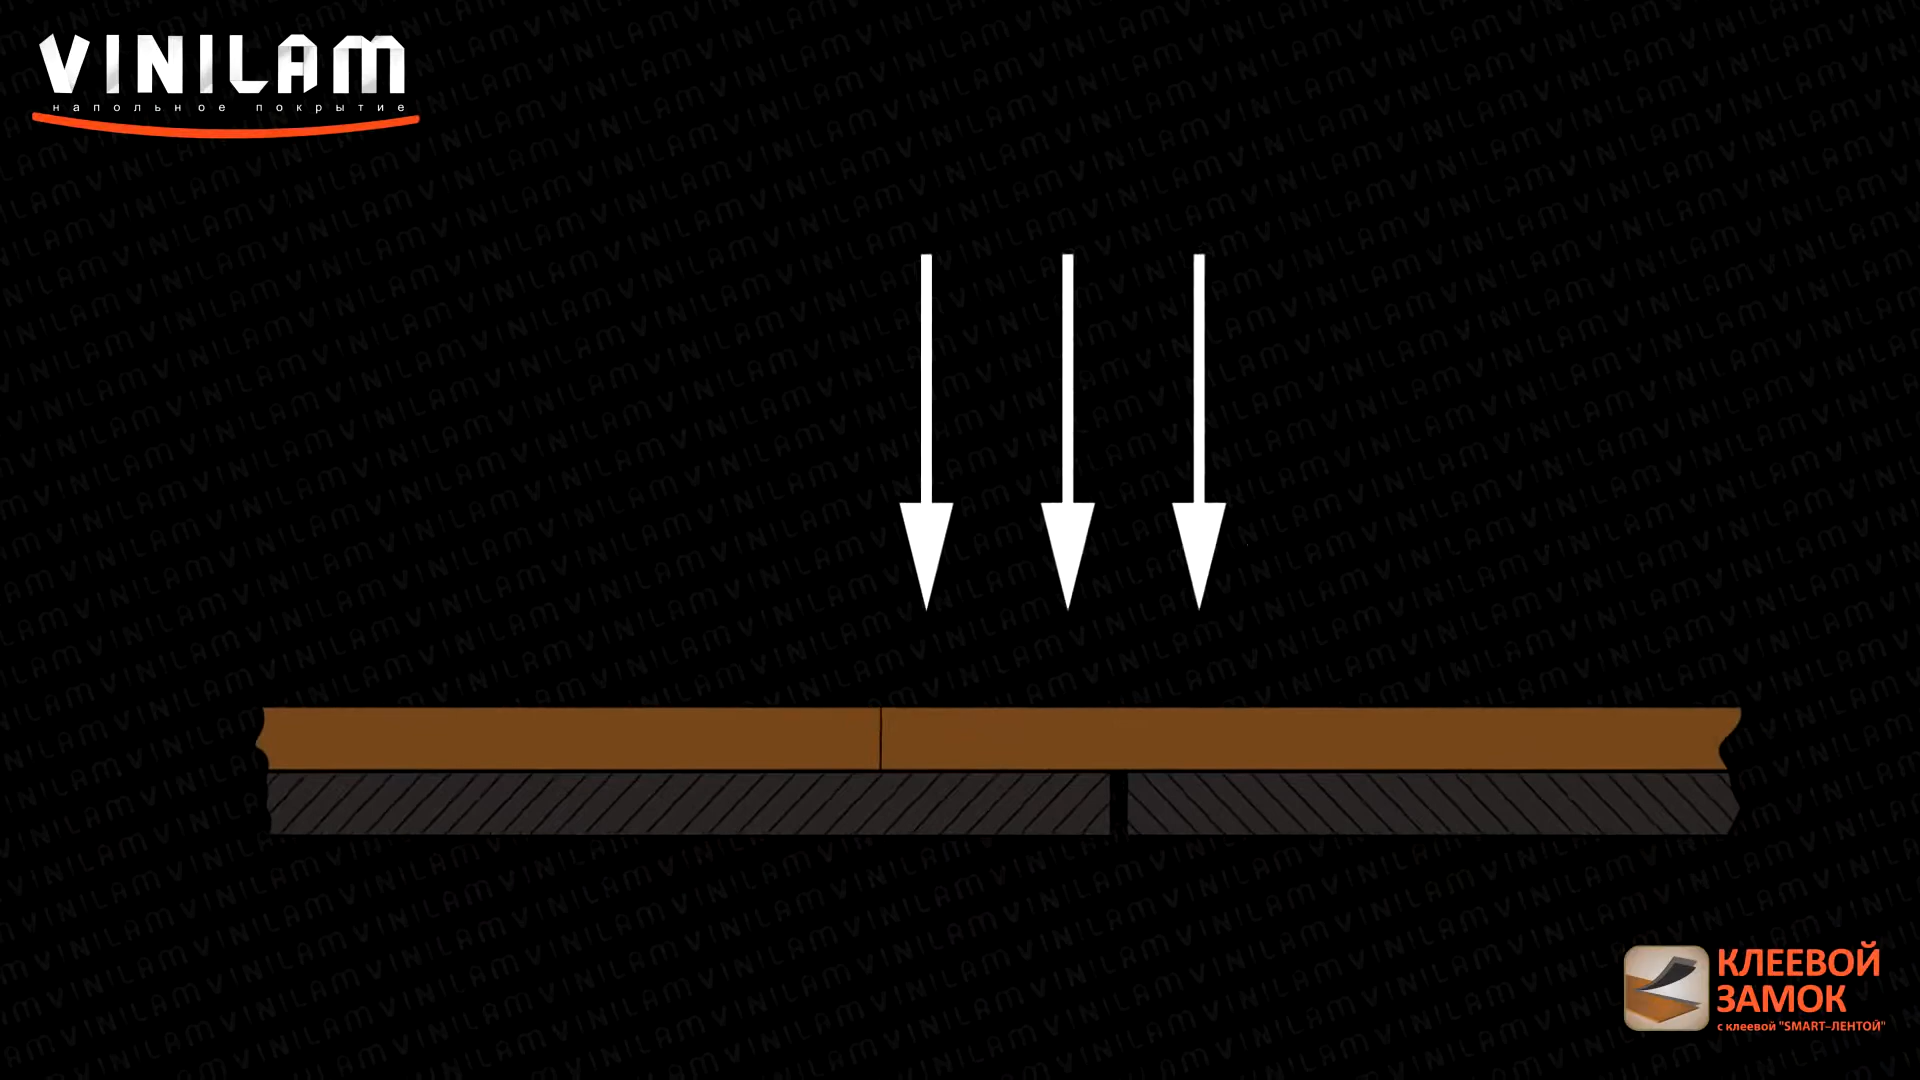 VINILAM
напольное покрытие
КЛЕЕВОЙ
ЗАМОК
с клеевой "SMART–ЛЕНТОЙ"